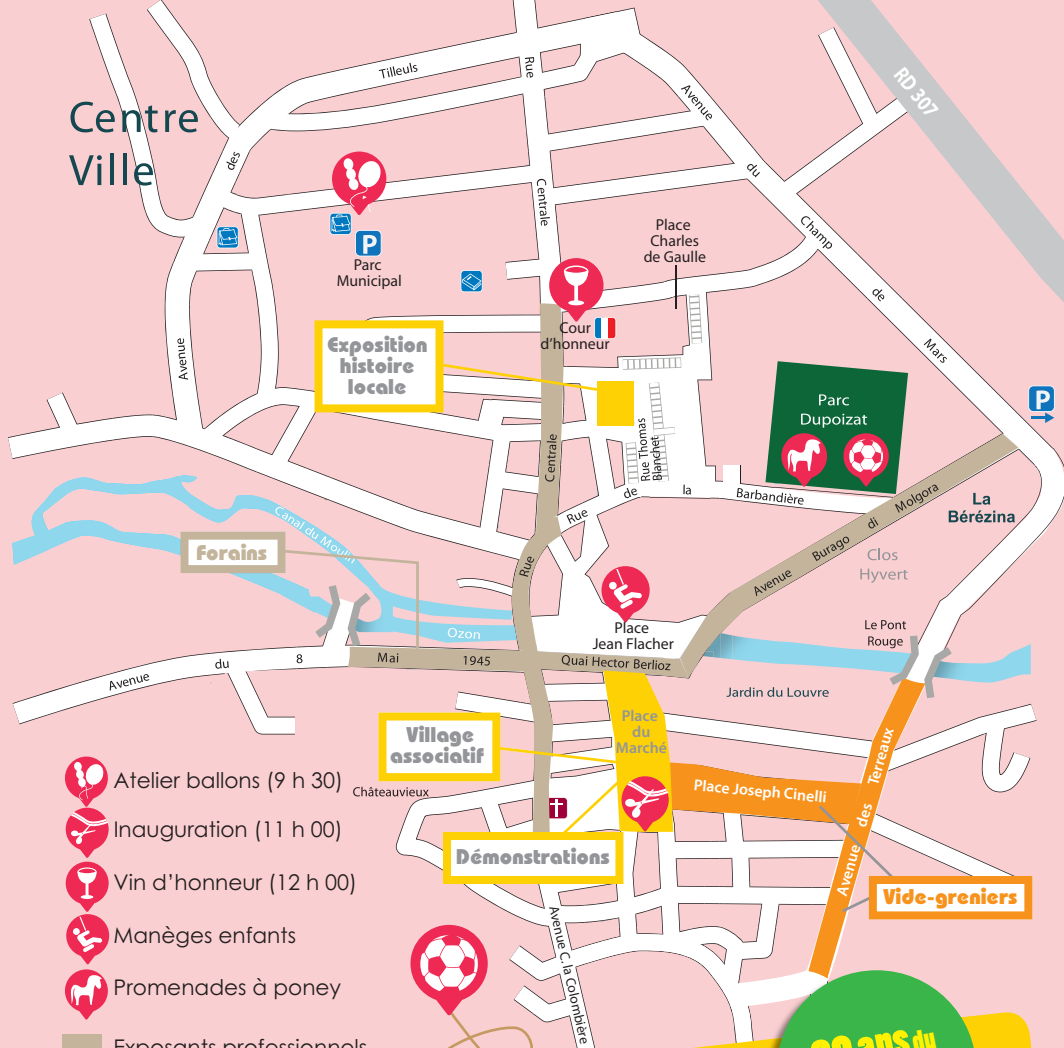 Centre
Ville
Tilleuls
des
Avenue
Rue
Centrale
RD 307
Avenue
du
Champ
de
Mars
P
Parc
Municipal
Place
Charles
de Gaulle
Cour
d'honneur
Exposition
histoire
locale
Centrale
Rue Thomas
Blanchet
Parc
Dupoizat
P
Rue
de
la
Barbandière
La
Bérézina
Avenue
Burago
di
Molgora
Clos
Hyvert
Canal du Moulin
Forains
Rue
Ozon
Place
Jean Flacher
Le Pont
Rouge
Avenue
du
8
Mai
1945
Quai Hector Berlioz
Jardin du Louvre
Place
du
Marché
Village
associatif
Place Joseph Cinelli
Avenue
des
Terreaux
Châteauvieux
Démonstrations
Vide-greniers
Avenue C. la Colombière
Atelier ballons (9 h 30)
Inauguration (11 h 00)
Vin d'honneur (12 h 00)
Manèges enfants
Promenades à poney
Exposants professionnels
ans du